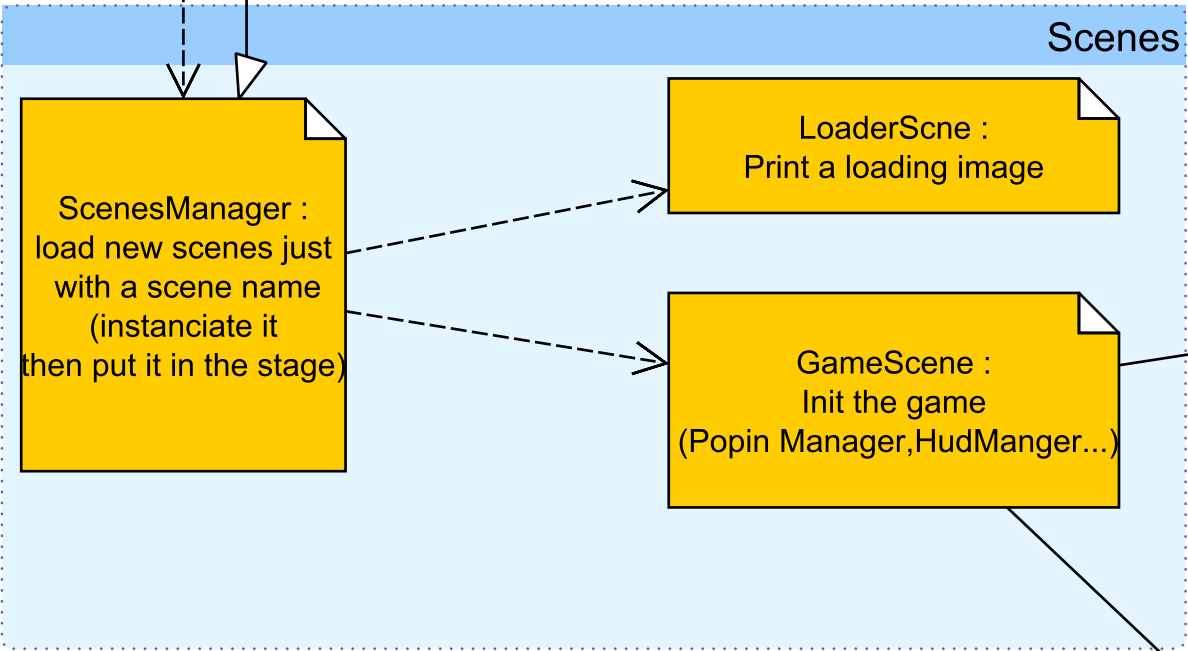 Scenes
ScenesManager :
load new scenes just
with a scene name
(instanciate it
then put it in the stage)
LoaderScne :
Print a loading image
GameScene :
Init the game
(Popin Manager,HudManger...)